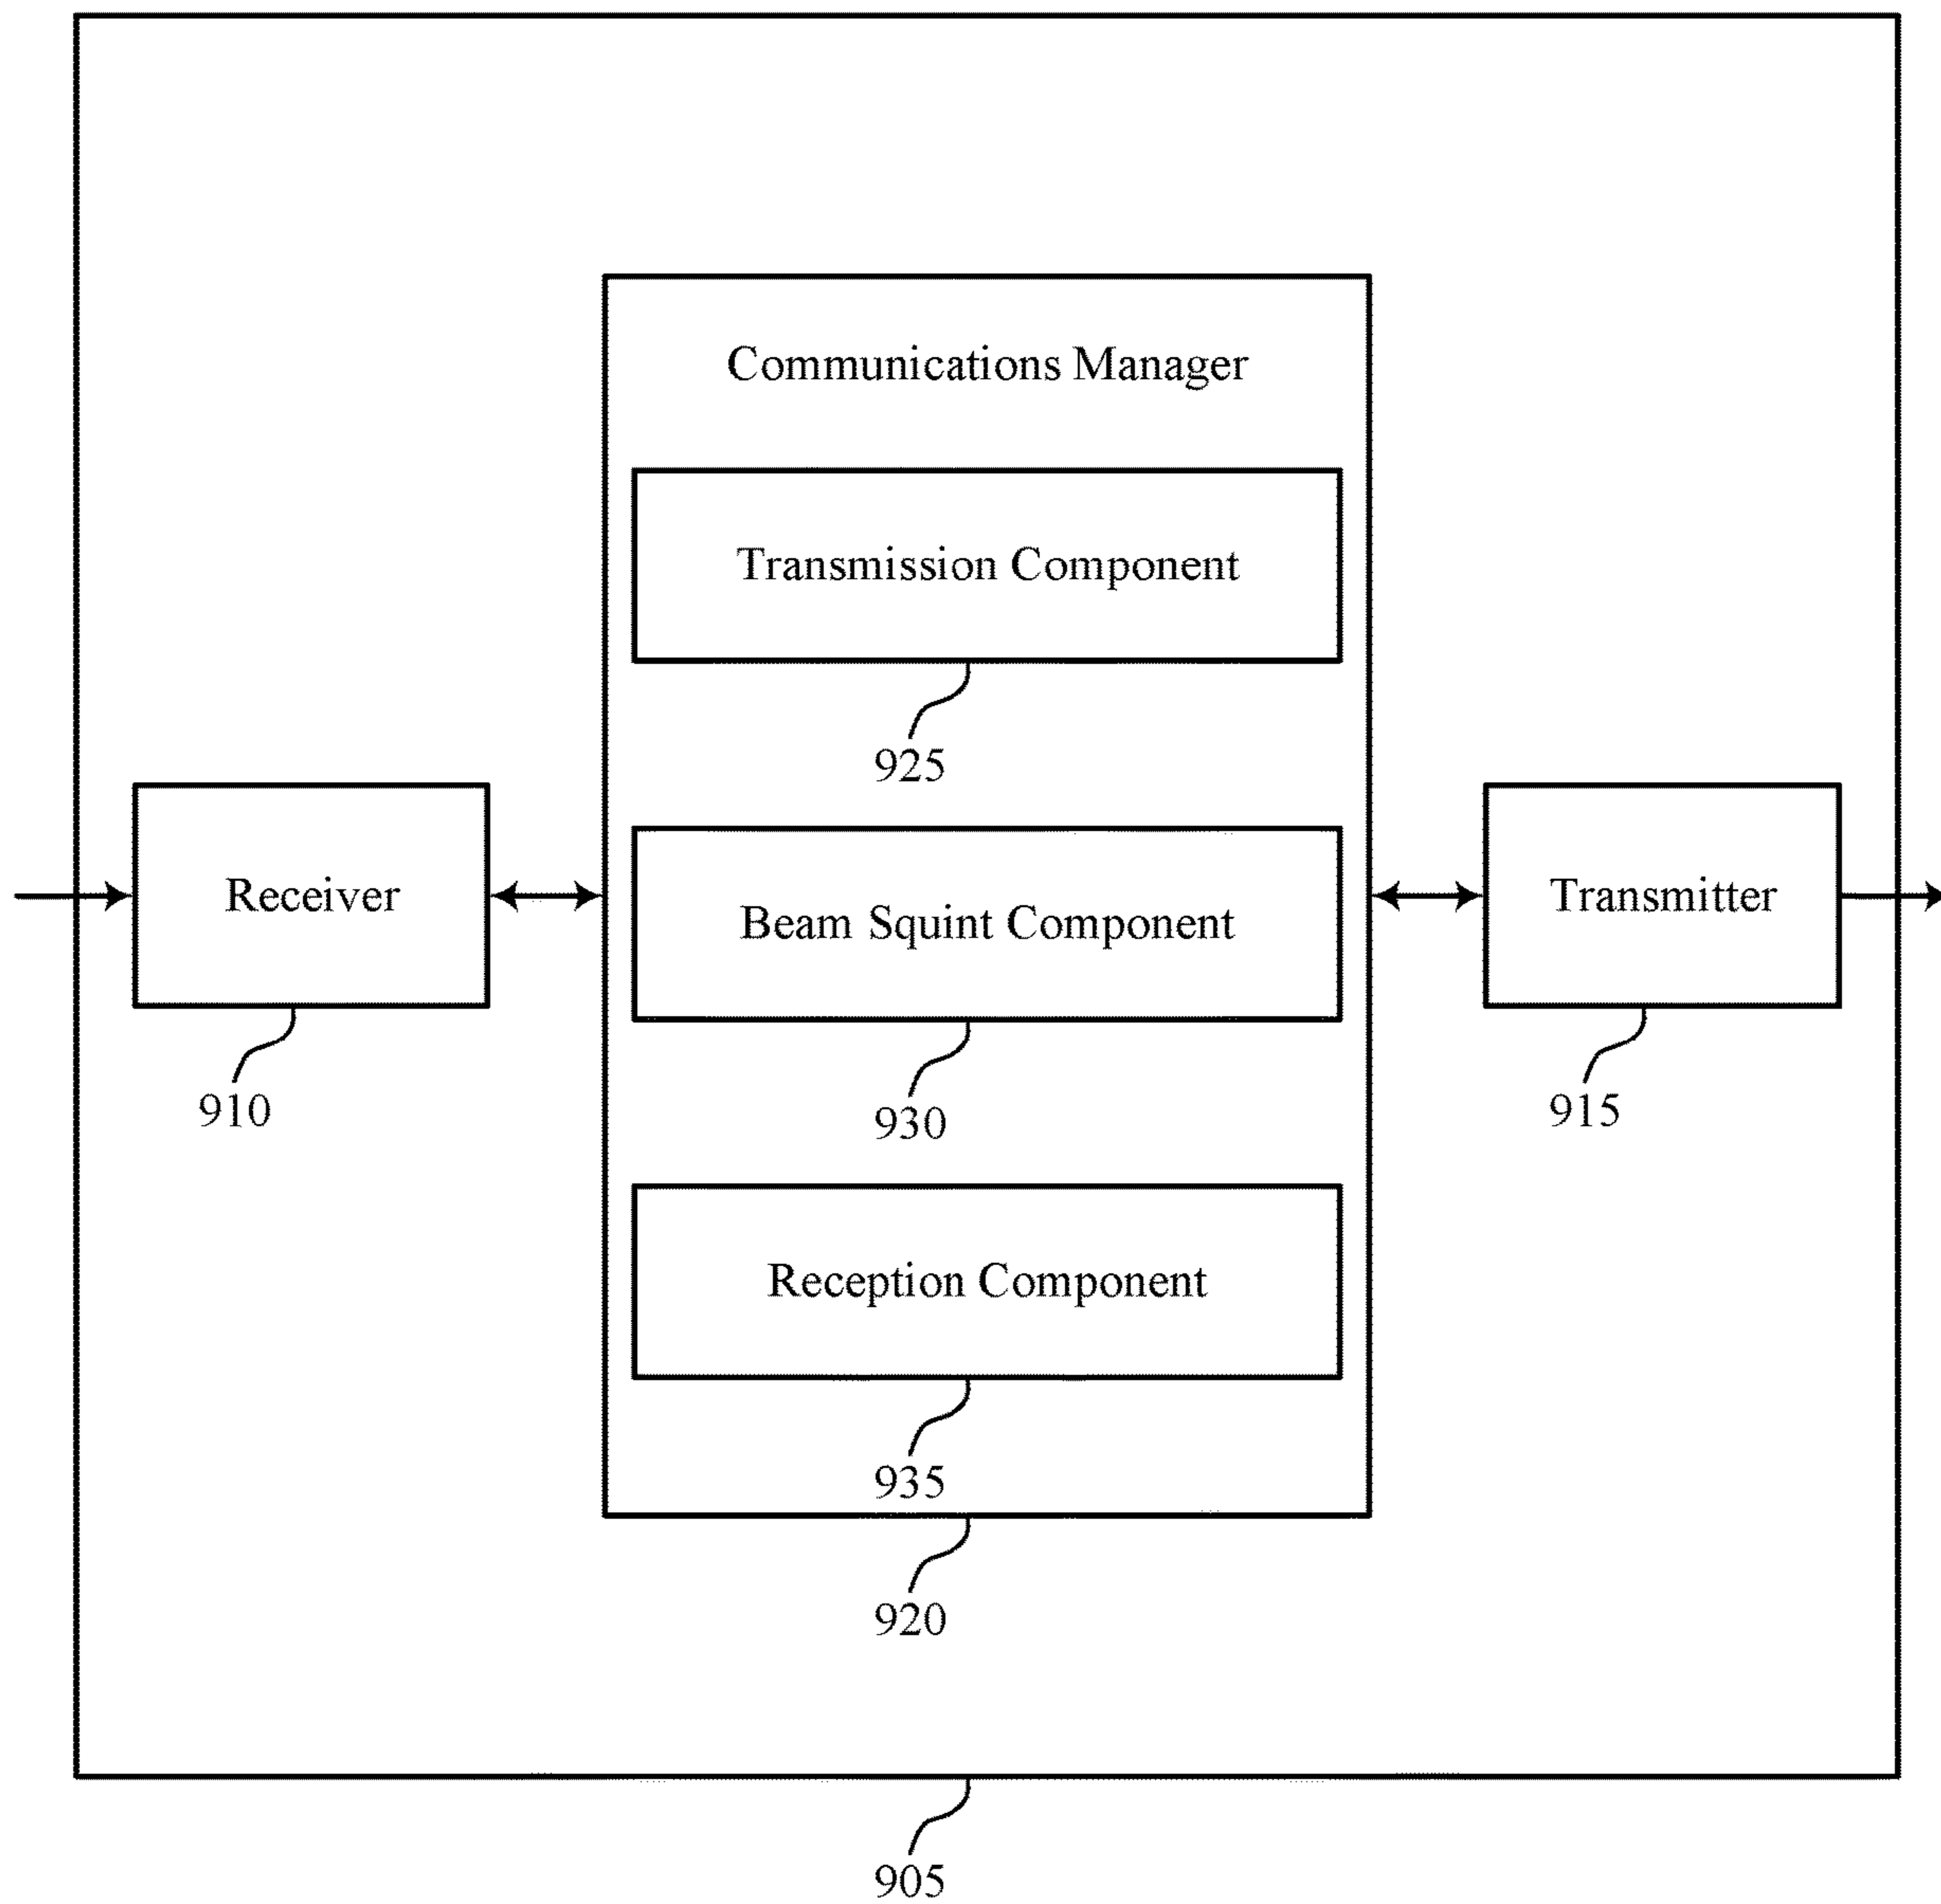 Communications Manager
Transmission Component
925
Receiver
Beam Squint Component
Transmitter
910
930
915
Reception Component
935
920
905